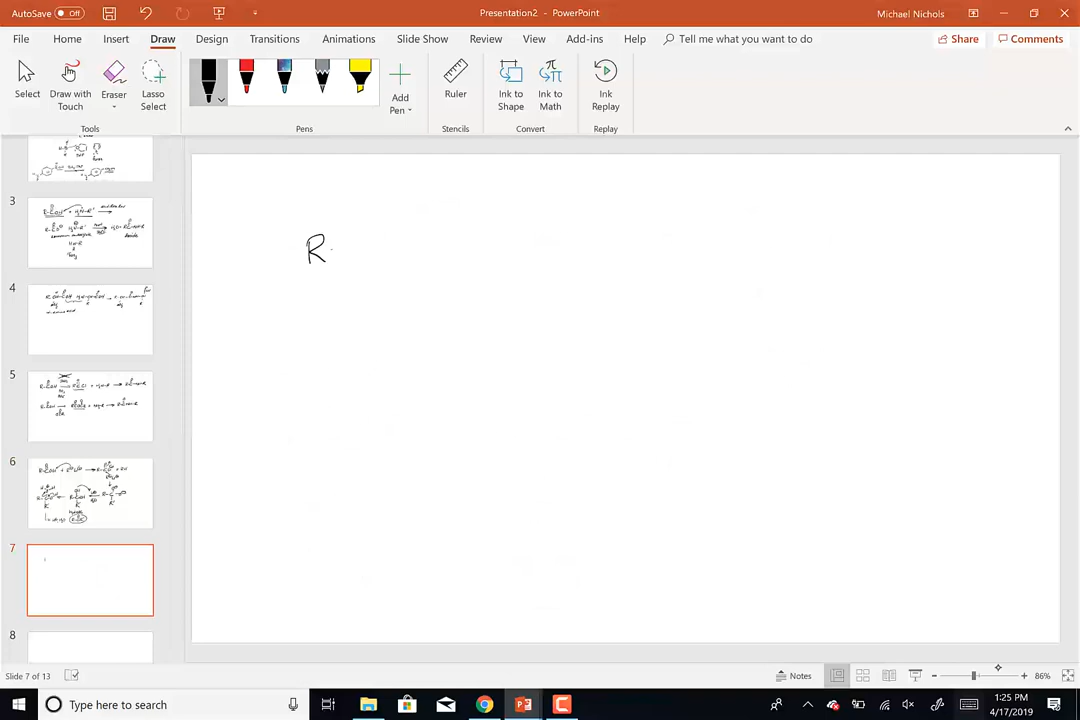 AutoSave Off Presentation2 - PowerPoint Michael Nichols
File Home Insert Draw Design Transitions Animations Slide Show Review View Add-ins Help Tell me what you want to do Share Comments
Select Draw with Touch Eraser Lasso Select Add Pen Ruler Ink to Shape Ink to Math Ink Replay
Tools Pens Stencils Convert Replay
3
4
5
6
7
8
R
Slide 7 of 13 Notes 86%
Type here to search 1:25 PM
4/17/2019